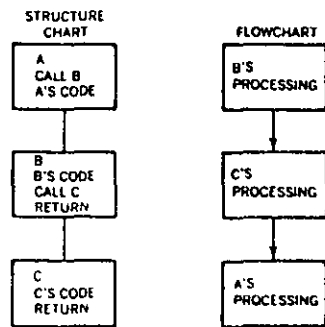 STRUCTURE
CHART
A
CALL B
A'S CODE
B
B'S CODE
CALL C
RETURN
C
C'S CODE
RETURN
FLOWCHART
B'S
PROCESSING
C'S
PROCESSING
A'S
PROCESSING